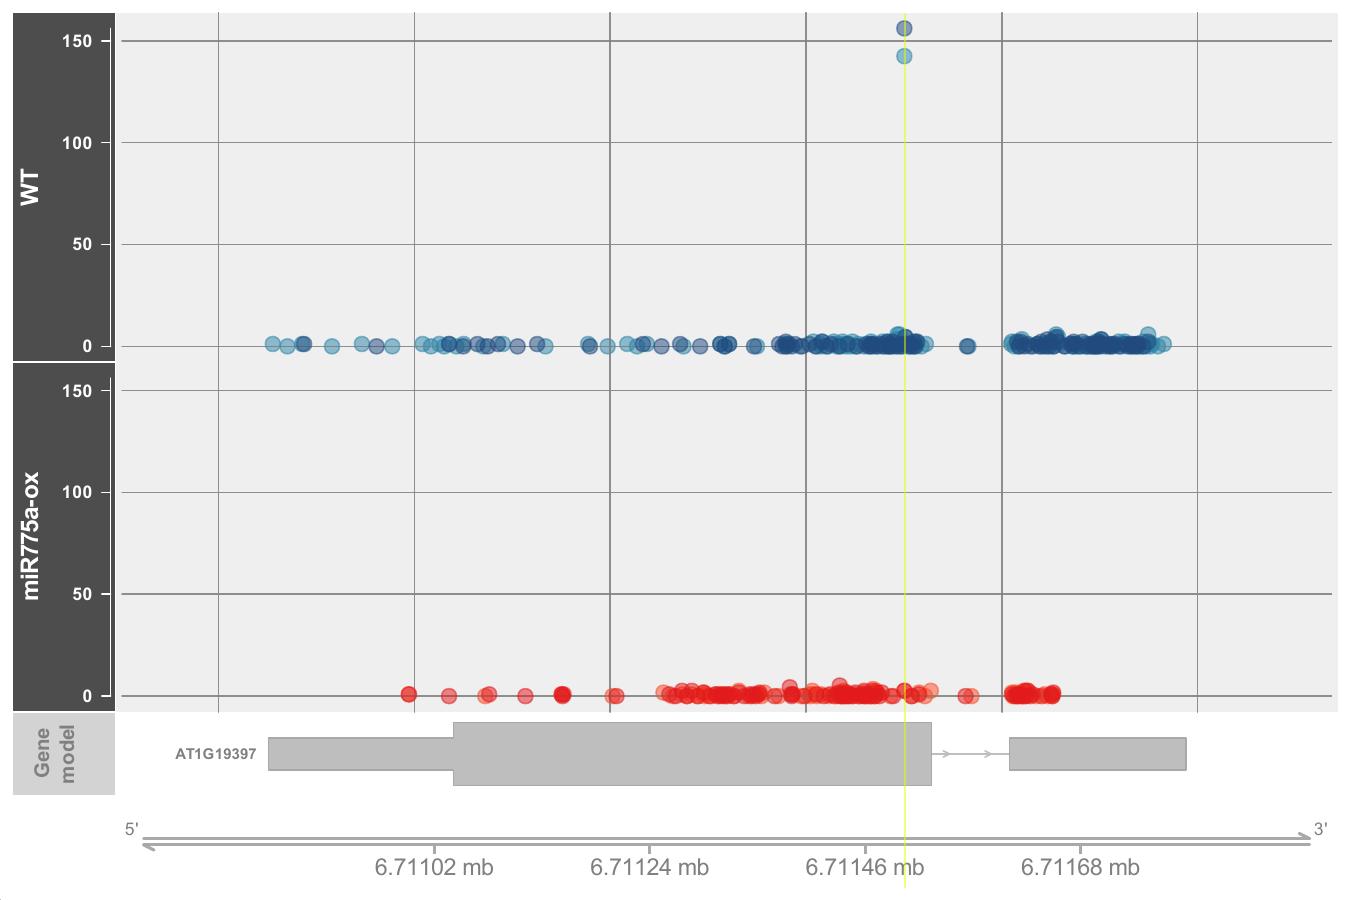 150
100
50
0
WT
150
100
50
0
miR775a-ox
Gene
model
AT1G19397
5'
3'
6.71102 mb
6.71124 mb
6.71146 mb
6.71168 mb